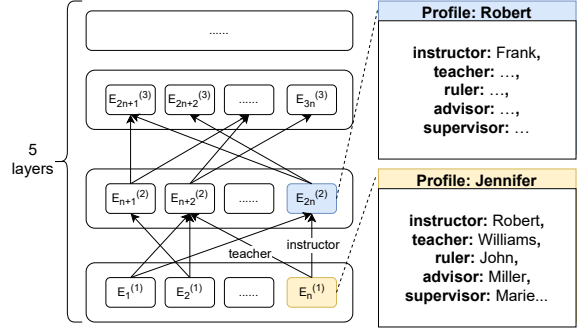 ......
E2n+1(3) E2n+2(3) ...... E3n(3)
5
layers
En+1(2) En+2(2) ...... E2n(2)
teacher
instructor
E1(1) E2(1) ...... En(1)
Profile: Robert
instructor: Frank,
teacher: ...,
ruler: ...,
advisor: ...,
supervisor: ...
Profile: Jennifer
instructor: Robert,
teacher: Williams,
ruler: John,
advisor: Miller,
supervisor: Marie...